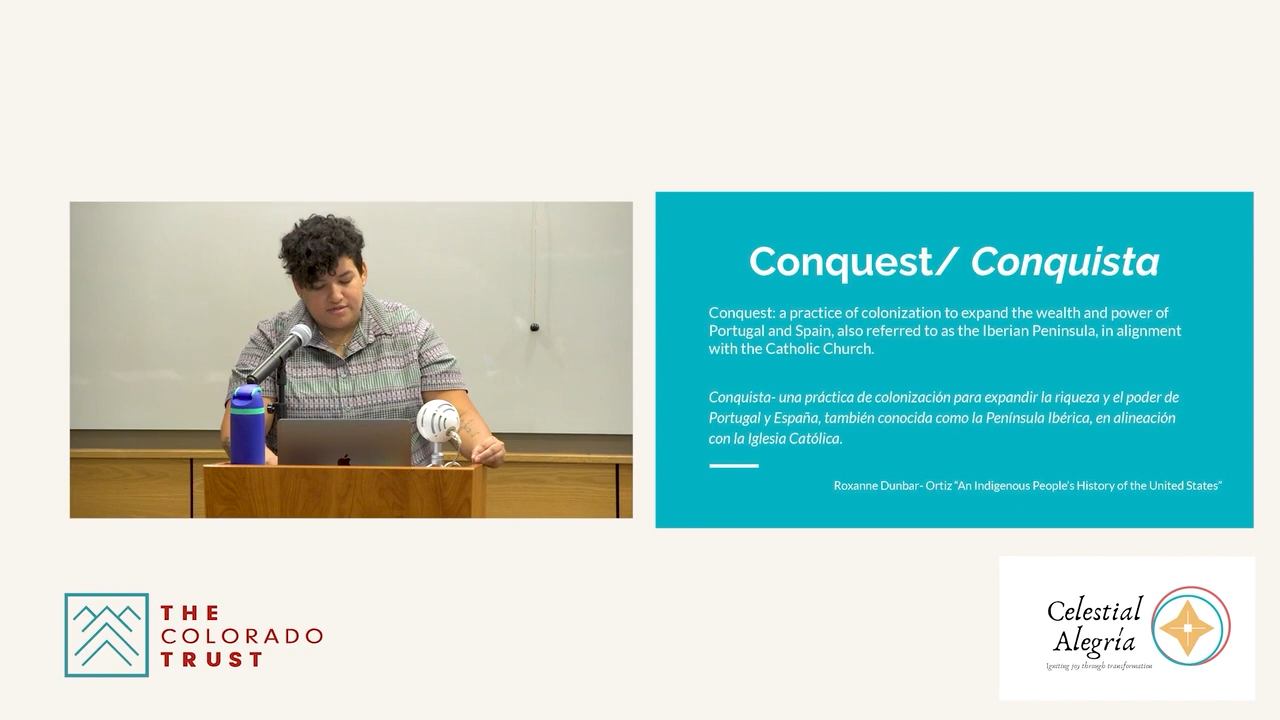 Conquest/ Conquista
Conquest: a practice of colonization to expand the wealth and power of
Portugal and Spain, also referred to as the Iberian Peninsula, in alignment
with the Catholic Church.
Conquista- una práctica de colonización para expandir la riqueza y el poder de
Portugal y España, también conocida como la Península Ibérica, en alineación
con la Iglesia Católica.
Roxanne Dunbar- Ortiz “An Indigenous People's History of the United States”
THE
COLORADO
TRUST
Celestial
Alegría
Igniting joy through transformation